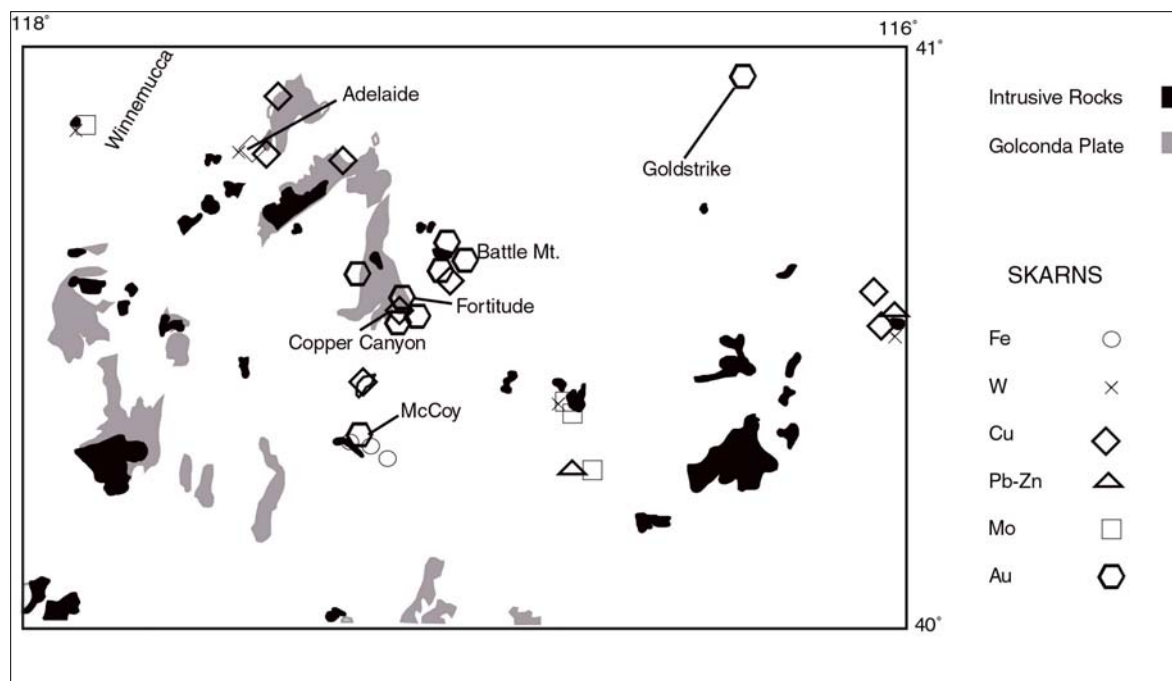 118°
116°
41°
Winnemucca
Adelaide
Goldstrike
Battle Mt.
Fortitude
Copper Canyon
McCoy
40°
Intrusive Rocks
Golconda Plate
SKARNS
Fe
W
Cu
Pb-Zn
Mo
Au